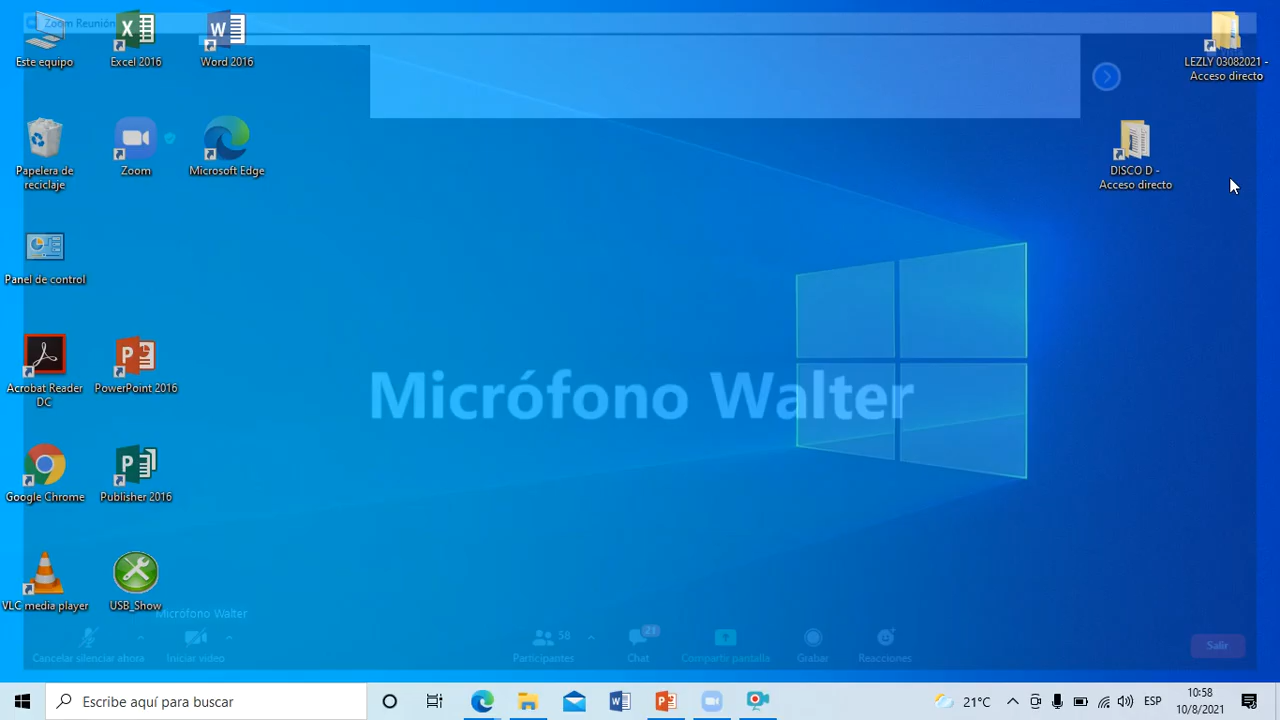 Zoom Reunión
Este equipo
Excel 2016
Word 2016
LEZLY 03082021 -
Acceso directo
Papelera de
reciclaje
Zoom
Microsoft Edge
DISCO D -
Acceso directo
Panel de control
Acrobat Reader
DC
PowerPoint 2016
Micrófono Walter
Google Chrome
Publisher 2016
VLC media player
USB_Show
Micrófono Walter
Cancelar silenciar ahora
Iniciar video
58
Participantes
21
Chat
Compartir pantalla
Grabar
Reacciones
Salir
Escribe aquí para buscar
21°C
ESP
10:58
10/8/2021